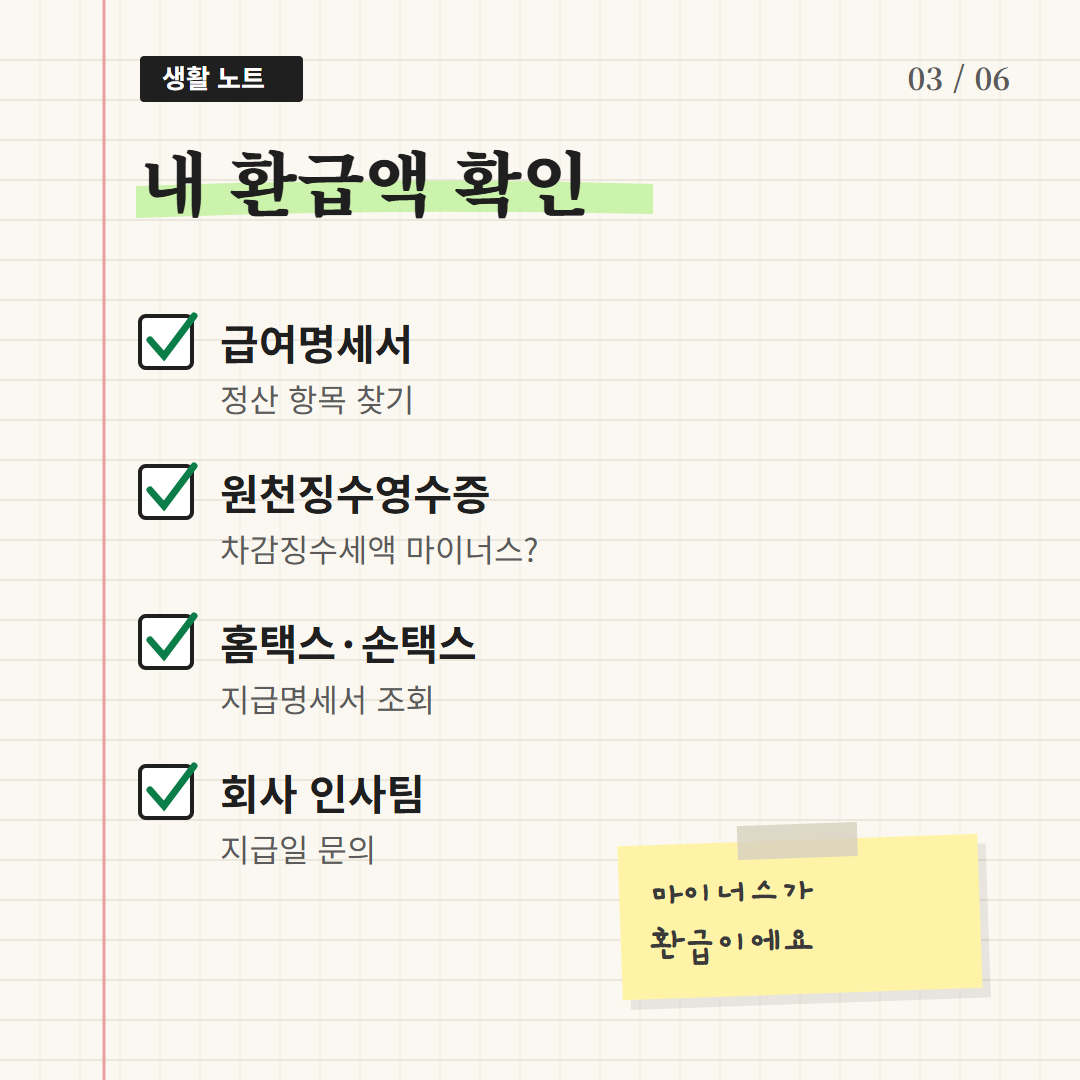 생활 노트
03 / 06
내 환급액 확인
급여명세서
정산 항목 찾기
원천징수영수증
차감징수세액 마이너스?
홈택스·손택스
지급명세서 조회
회사 인사팀
지급일 문의
마이너스가
환급이에요